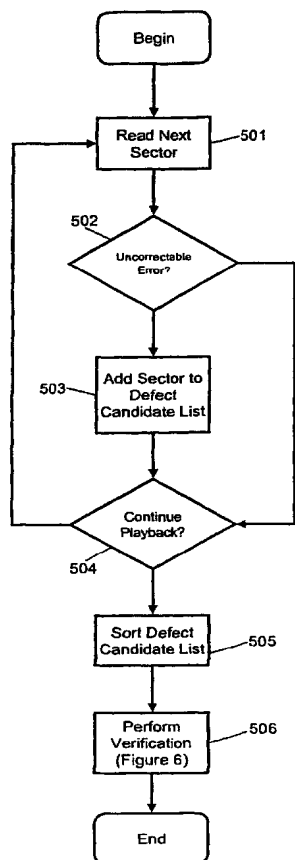 Begin
Read Next
Sector
501
502
Uncorrectable
Error?
503
Add Sector to
Defect
Candidate List
Continue
Playback?
504
Sort Defect
Candidate List
505
Perform
Verification
(Figure 6)
506
End